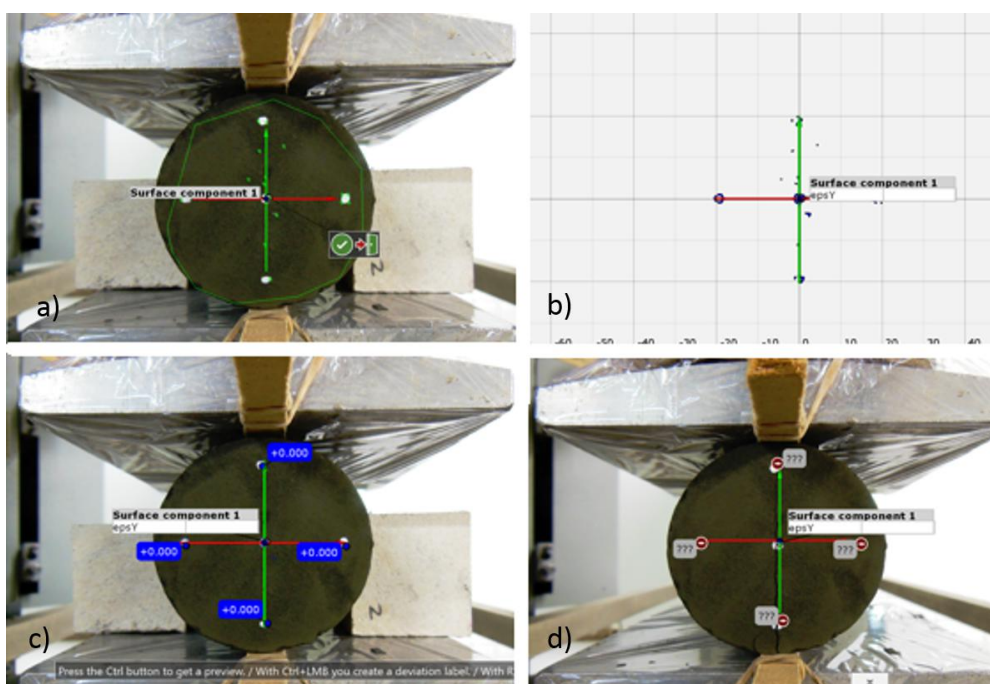 Surface component 1
2
a)
Surface component 1
epsY
b)
-60
-50
-40
-30
-20
-10
0
10
20
30
40
+0.000
Surface component 1
epsY
+0.000
+0.000
+0.000
2
c)
Press the Ctrl button to get a preview. / With Ctrl+LMB you create a deviation label. / With R
???
Surface component 1
epsY
???
???
???
d)